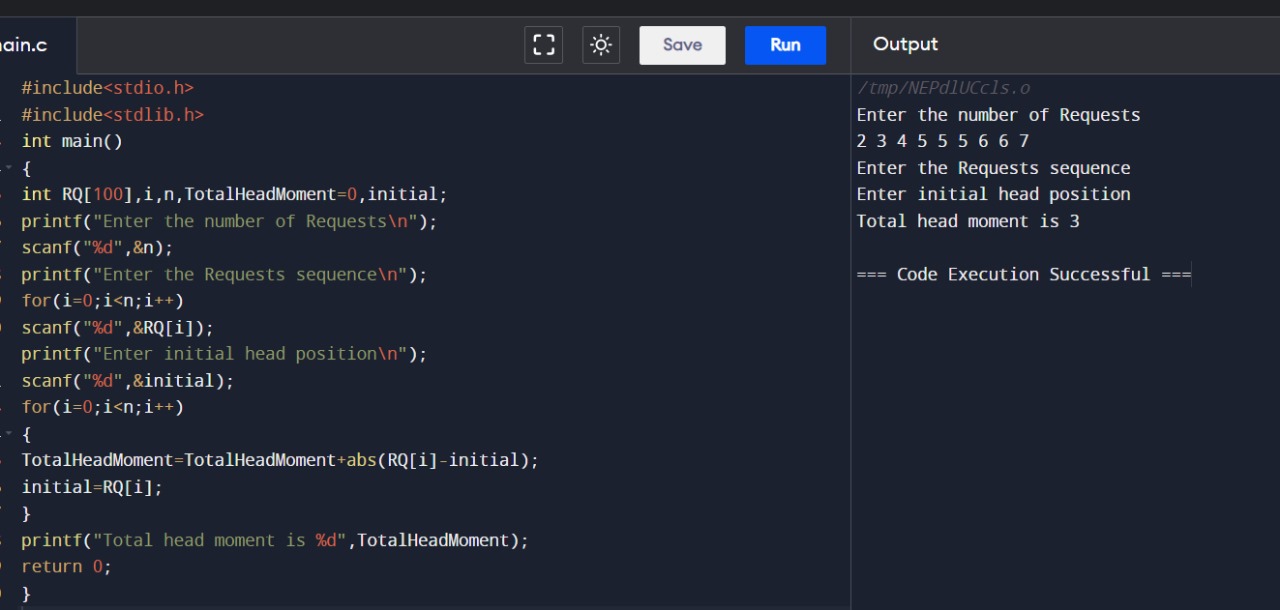 ain.c
Save
Run
Output
#include<stdio.h>
#include<stdlib.h>
int main()
{
int RQ[100],i,n,TotalHeadMoment=0,initial;
printf("Enter the number of Requests\n");
scanf("%d",&n);
printf("Enter the Requests sequence\n");
for(i=0;i<n;i++)
scanf("%d",&RQ[i]);
printf("Enter initial head position\n");
scanf("%d",&initial);
for(i=0;i<n;i++)
{
TotalHeadMoment=TotalHeadMoment+abs(RQ[i]-initial);
initial=RQ[i];
}
printf("Total head moment is %d",TotalHeadMoment);
return 0;
}
/tmp/NEPdlUCcls.o
Enter the number of Requests
2 3 4 5 5 5 6 6 7
Enter the Requests sequence
Enter initial head position
Total head moment is 3
=== Code Execution Successful ===